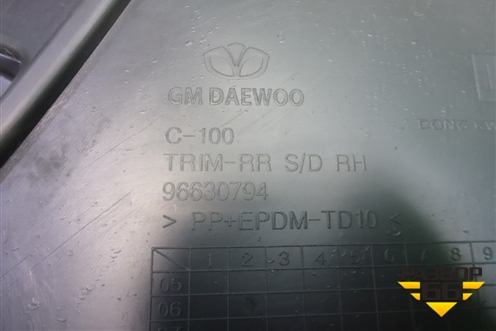 GM DAEWOO
C-100
TRIM-RR S/D RH
96630794
> PP+EPDM-TD10 <
1 2 3 4 5 6 7 8 9
05
06